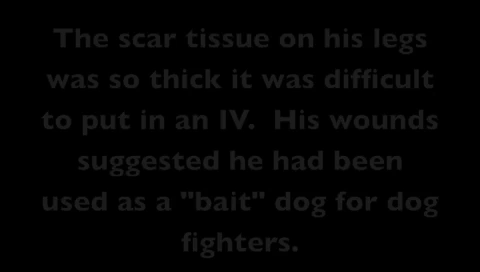 The scar tissue on his legs
was so thick it was difficult
to put in an IV.  His wounds
suggested he had been
used as a "bait" dog for dog
fighters.